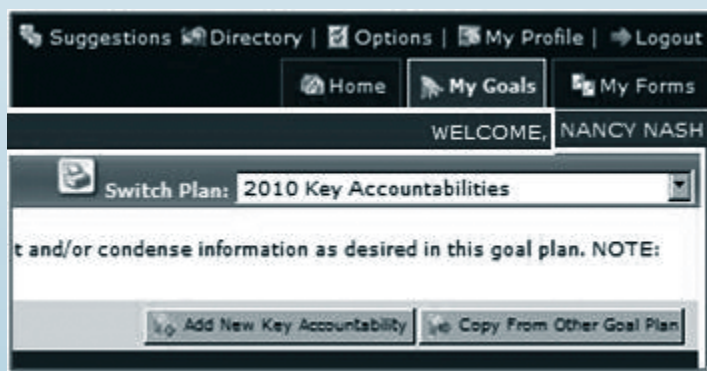 Suggestions Directory | Options | My Profile | Logout
Home My Goals My Forms
WELCOME, NANCY NASH
Switch Plan: 2010 Key Accountabilities
t and/or condense information as desired in this goal plan. NOTE:
Add New Key Accountability Copy From Other Goal Plan